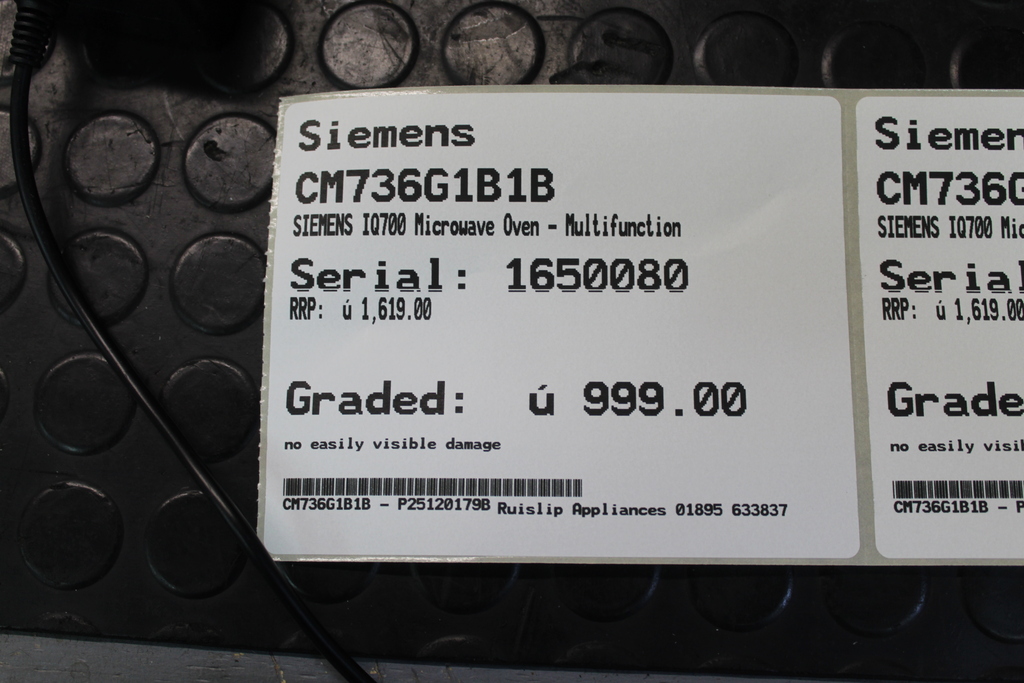 Siemens
CM736G1B1B
SIEMENS IQ700 Microwave Oven - Multifunction
Serial: 1650080
RRP: ú 1,619.00
Graded: ú 999.00
no easily visible damage
CM736G1B1B - P25120179B Ruislip Appliances 01895 633837
Siemen
CM736G
SIEMENS IQ700 Mic
Serial
RRP: ú 1,619.00
Grade
no easily visib
CM736G1B1B - P